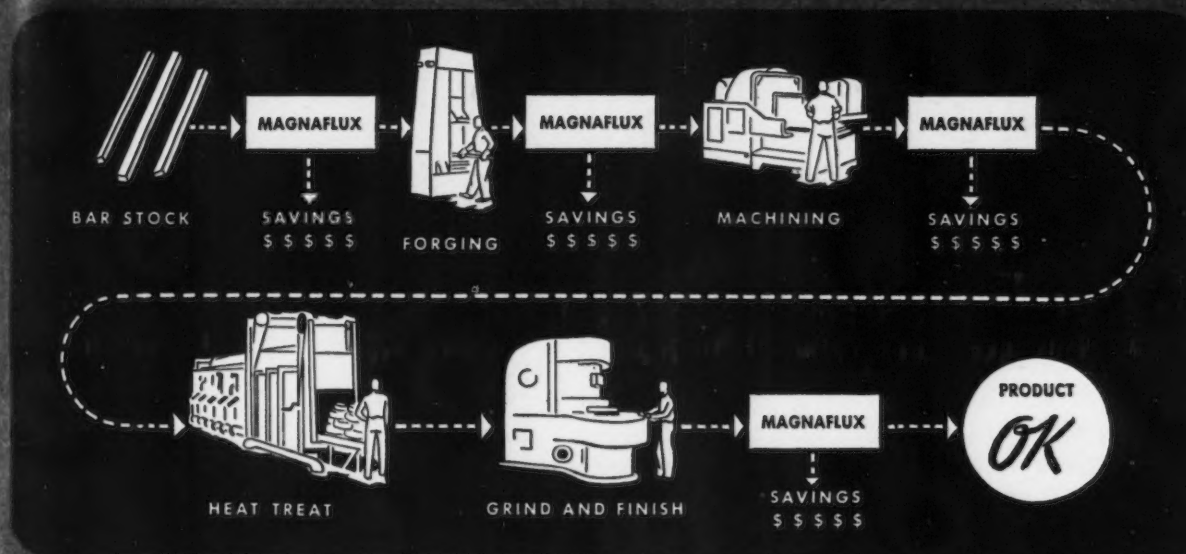 MAGNAFLUX
MAGNAFLUX
MAGNAFLUX
BAR STOCK
SAVINGS
$ $ $ $ $
FORGING
SAVINGS
$ $ $ $ $
MACHINING
SAVINGS
$ $ $ $ $
HEAT TREAT
GRIND AND FINISH
MAGNAFLUX
SAVINGS
$ $ $ $ $
PRODUCT
OK